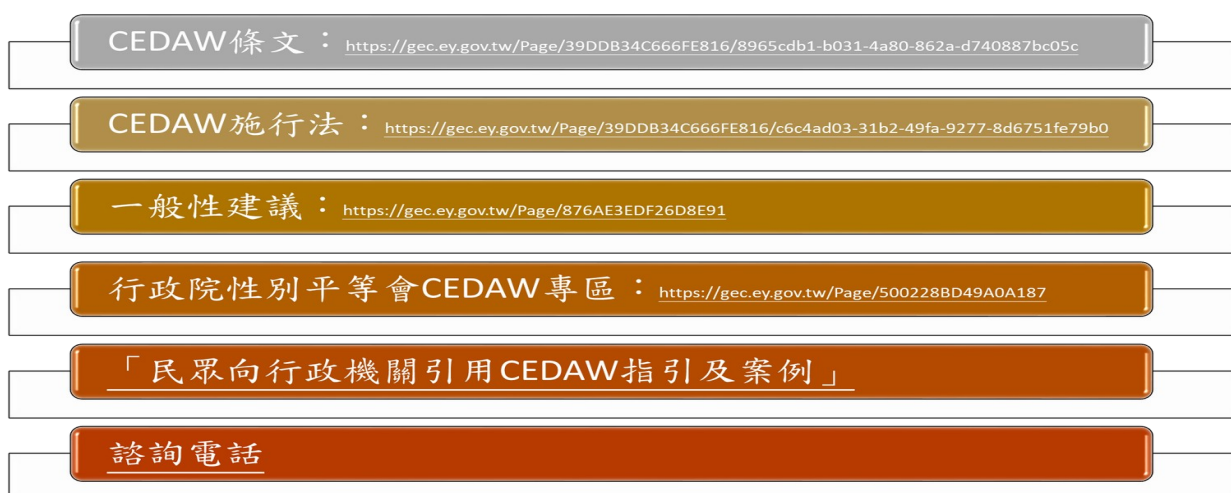 CEDAW條文：https://gec.ey.gov.tw/Page/39DDB34C666FE816/8965cdb1-b031-4a80-862a-d740887bc05c
CEDAW施行法：https://gec.ey.gov.tw/Page/39DDB34C666FE816/c6c4ad03-31b2-49fa-9277-8d6751fe79b0
一般性建議：https://gec.ey.gov.tw/Page/876AE3EDF26D8E91
行政院性別平等會CEDAW專區：https://gec.ey.gov.tw/Page/500228BD49A0A187
「民眾向行政機關引用CEDAW指引及案例」
諮詢電話